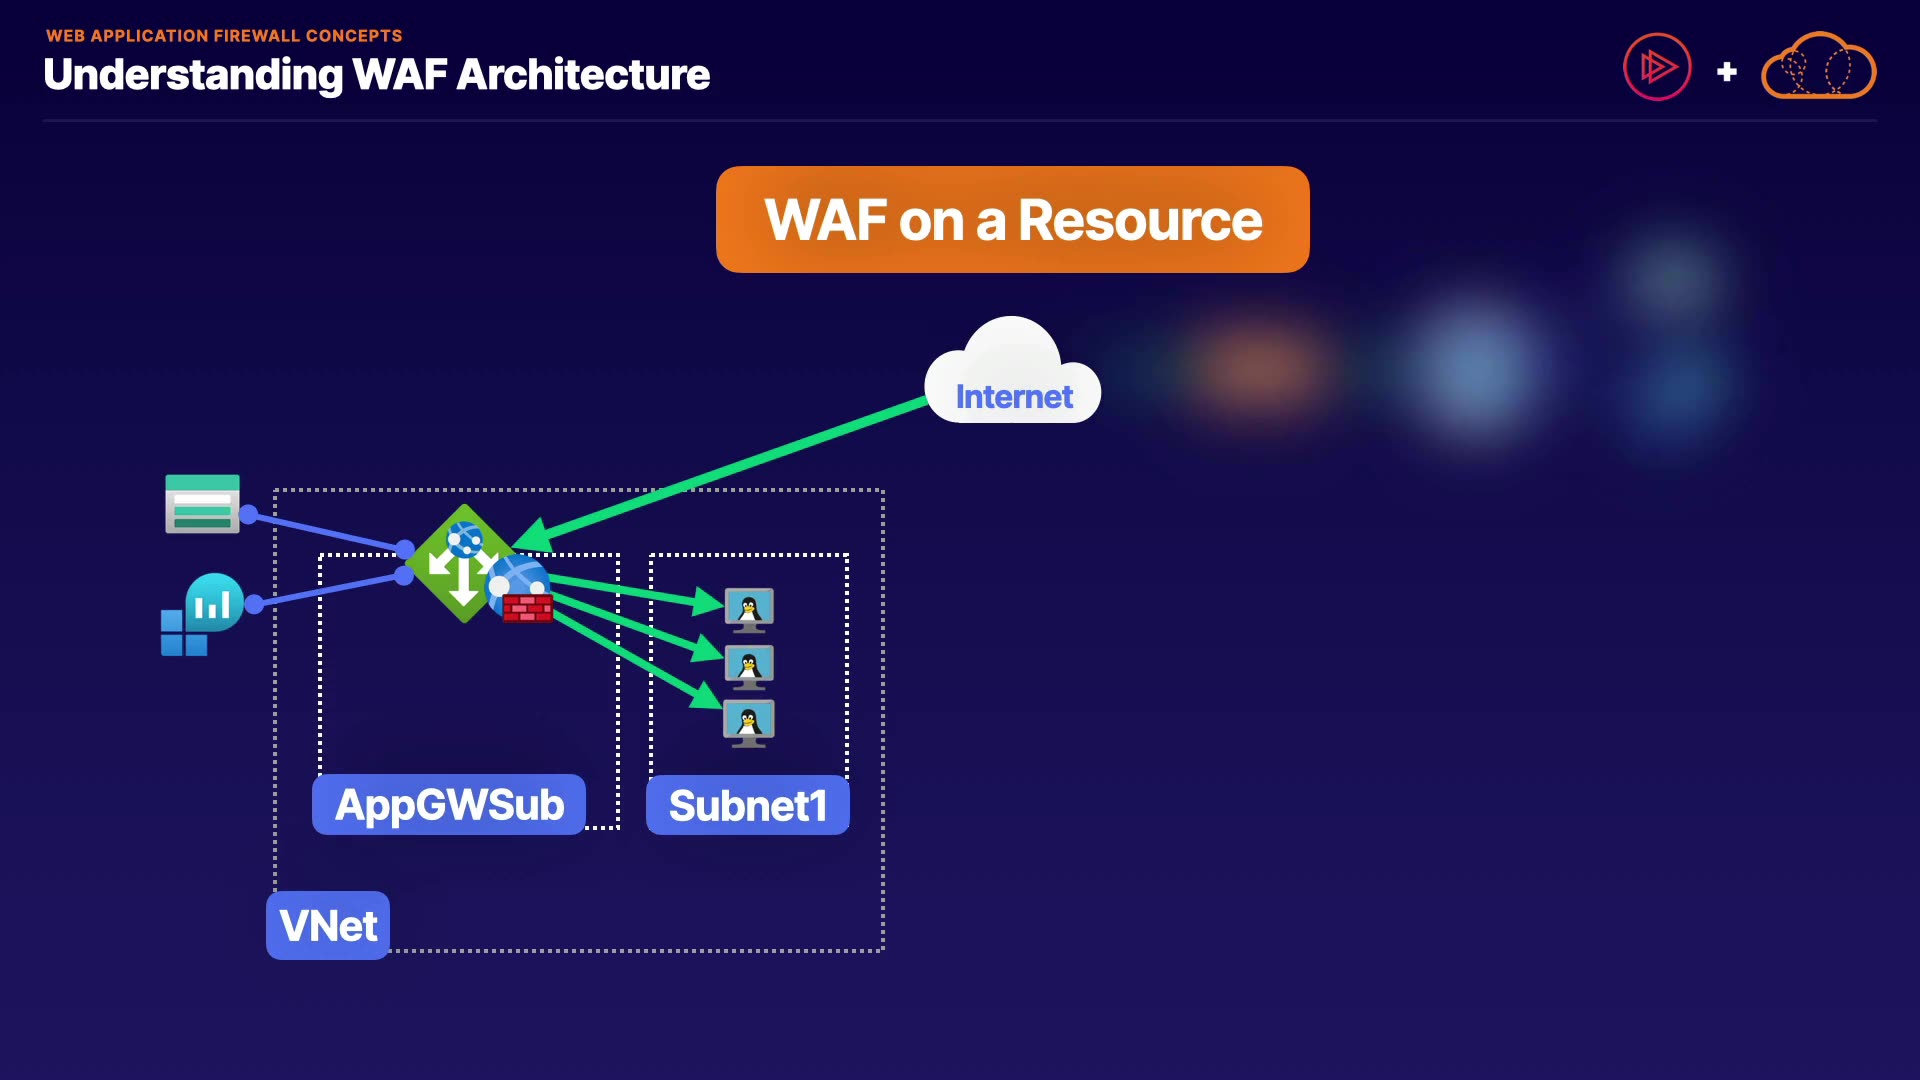 WEB APPLICATION FIREWALL CONCEPTS
Understanding WAF Architecture
WAF on a Resource
Internet
AppGWSub
Subnet1
VNet